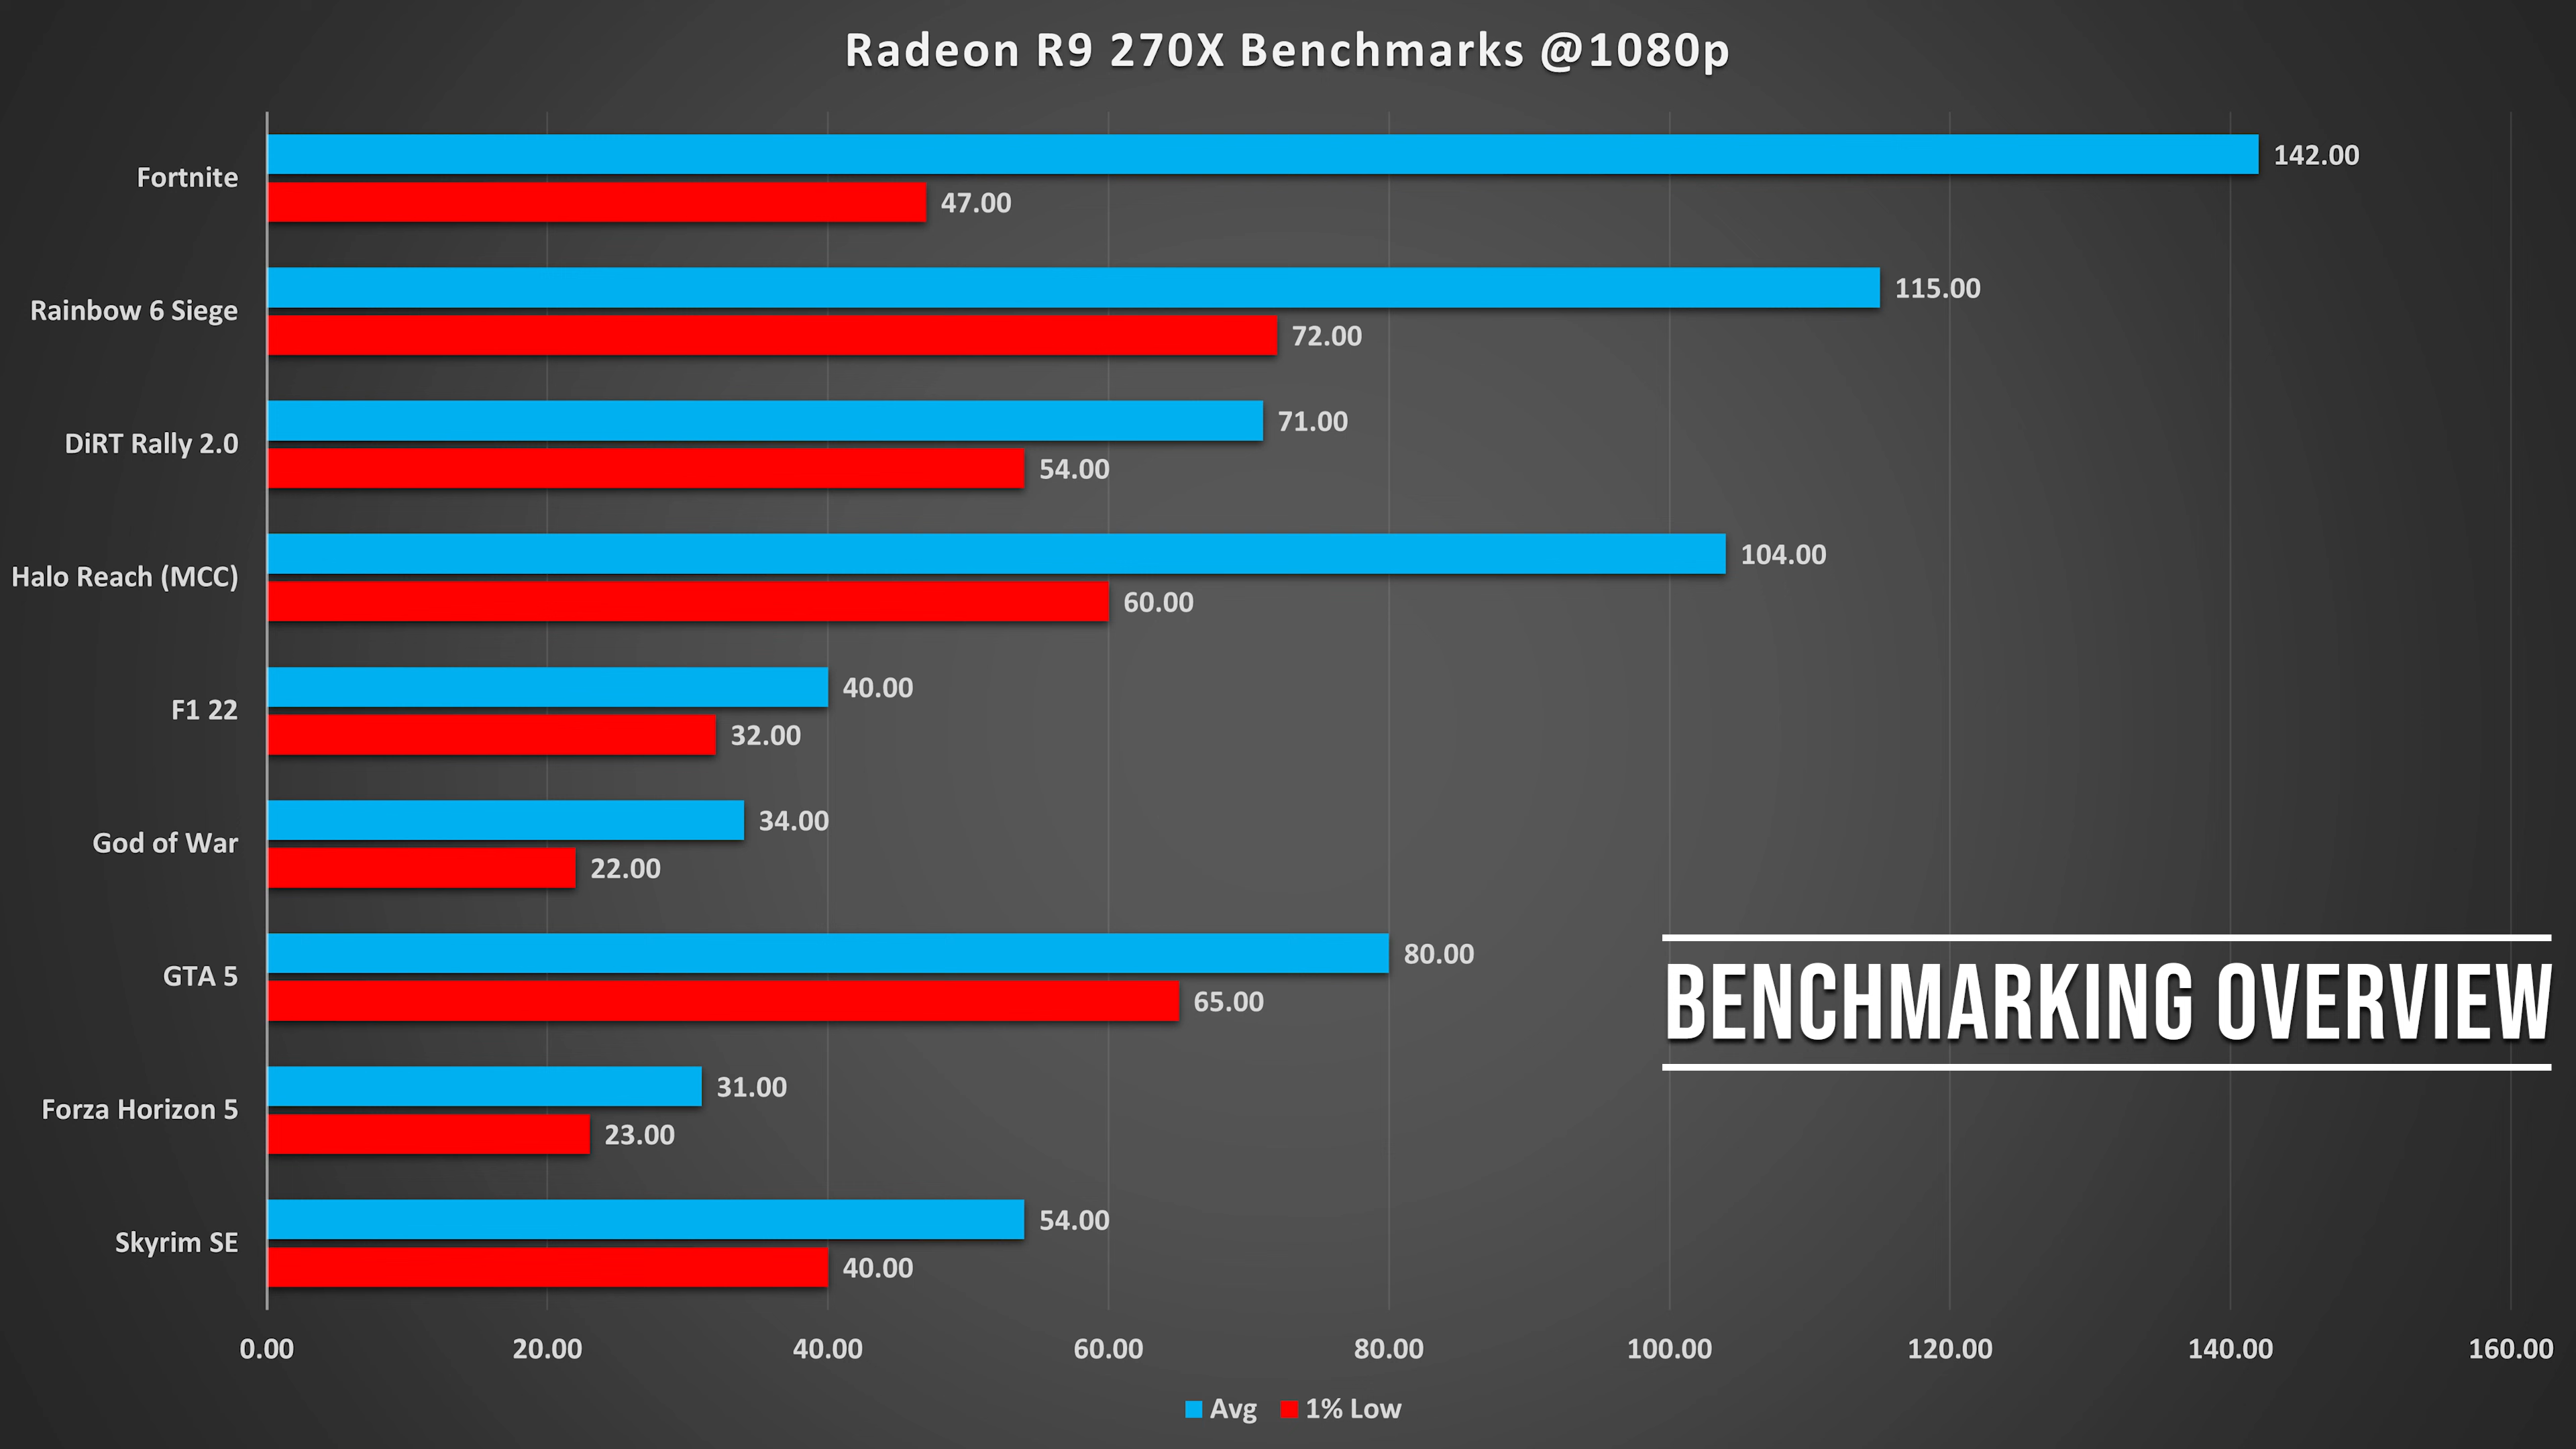 Radeon R9 270X Benchmarks @1080p
Fortnite
142.00
47.00
Rainbow 6 Siege
115.00
72.00
DiRT Rally 2.0
71.00
54.00
Halo Reach (MCC)
104.00
60.00
F1 22
40.00
32.00
God of War
34.00
22.00
GTA 5
80.00
65.00
BENCHMARKING OVERVIEW
Forza Horizon 5
31.00
23.00
Skyrim SE
54.00
40.00
0.00 20.00 40.00 60.00 80.00 100.00 120.00 140.00 160.00
Avg 1% Low